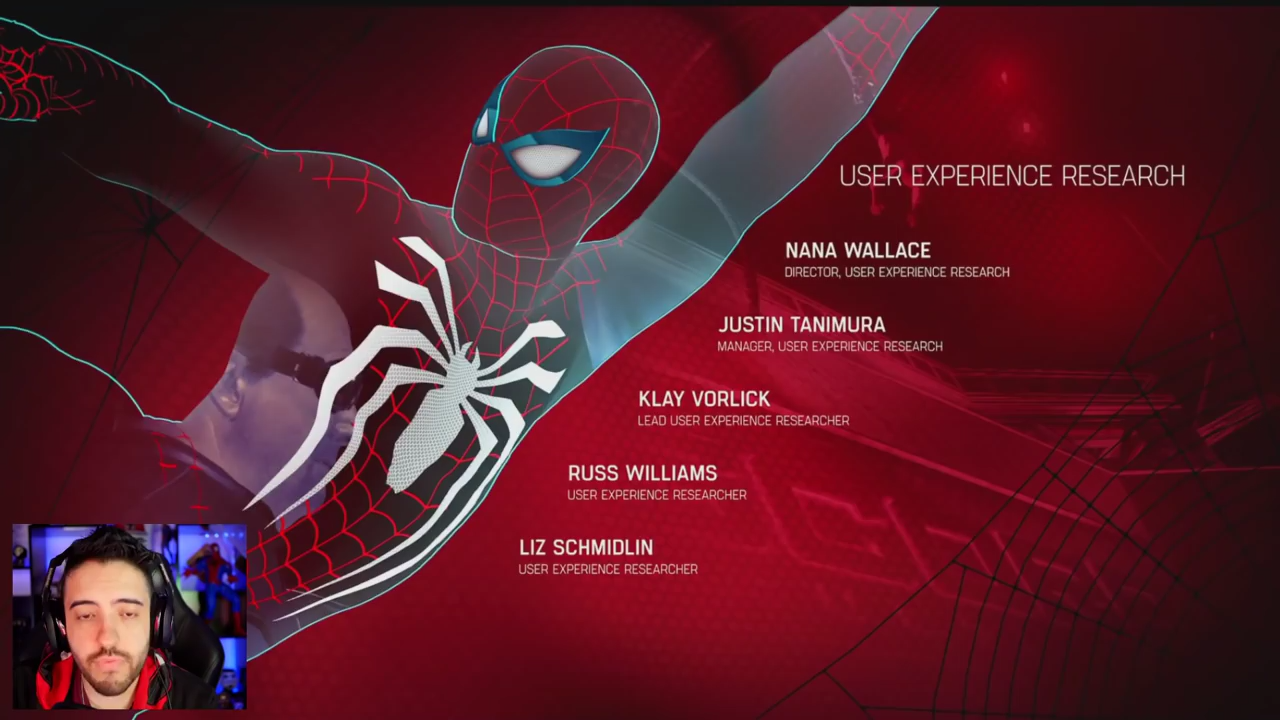 USER EXPERIENCE RESEARCH
NANA WALLACE
DIRECTOR, USER EXPERIENCE RESEARCH
JUSTIN TANIMURA
MANAGER, USER EXPERIENCE RESEARCH
KLAY VORLICK
LEAD USER EXPERIENCE RESEARCHER
RUSS WILLIAMS
USER EXPERIENCE RESEARCHER
LIZ SCHMIDLIN
USER EXPERIENCE RESEARCHER